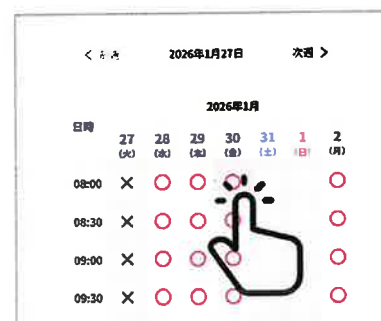 < 前週 2026年1月27日 次週 >
2026年1月
日時 27 28 29 30 31 1 2
(火) (水) (木) (金) (土) (日) (月)
08:00 × ○ ○ ○ ○
08:30 × ○ ○ ○ ○
09:00 × ○ ○ ○ ○
09:30 × ○ ○ ○ ○